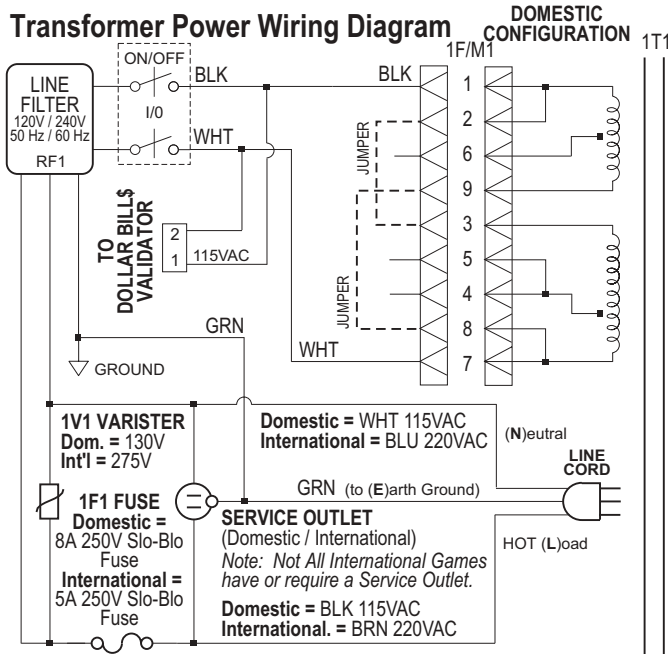 Transformer Power Wiring Diagram
DOMESTIC
CONFIGURATION
1T1
1F/M1
ON/OFF
BLK
BLK
LINE
FILTER
120V / 240V
50 Hz / 60 Hz
RF1
I/0
WHT
1
2
6
9
3
5
4
8
7
JUMPER
JUMPER
TO
DOLLAR BILL$
VALIDATOR
2
1
115VAC
GRN
WHT
GROUND
1V1 VARISTER
Dom. = 130V
Int'l = 275V
Domestic = WHT 115VAC
International = BLU 220VAC
(N)eutral
LINE
CORD
GRN (to (E)arth Ground)
1F1 FUSE
Domestic =
8A 250V Slo-Blo
Fuse
International =
5A 250V Slo-Blo
Fuse
SERVICE OUTLET
(Domestic / International)
Note: Not All International Games
have or require a Service Outlet.
HOT (L)oad
Domestic = BLK 115VAC
International. = BRN 220VAC